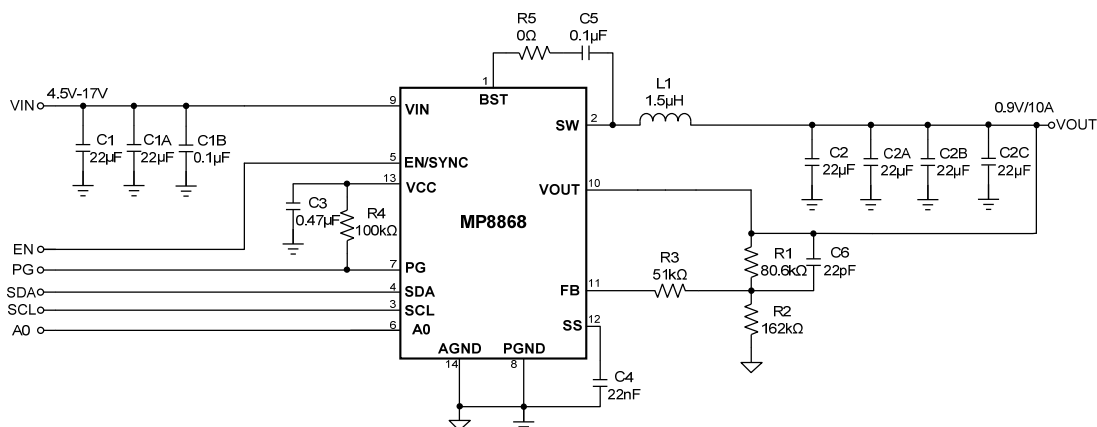 R5
0Ω
C5
0.1µF
1
BST
VIN
4.5V-17V
9
VIN
C1
22µF
C1A
22µF
C1B
0.1µF
SW
2
L1
1.5µH
0.9V/10A
VOUT
C2
22µF
C2A
22µF
C2B
22µF
C2C
22µF
5
EN/SYNC
13
VCC
VOUT
10
C3
0.47µF
R4
100kΩ
MP8868
EN
PG
7
PG
SDA
4
SDA
SCL
3
SCL
A0
6
A0
R3
51kΩ
R1
80.6kΩ
C6
22pF
FB
11
R2
162kΩ
SS
12
AGND
14
PGND
8
C4
22nF